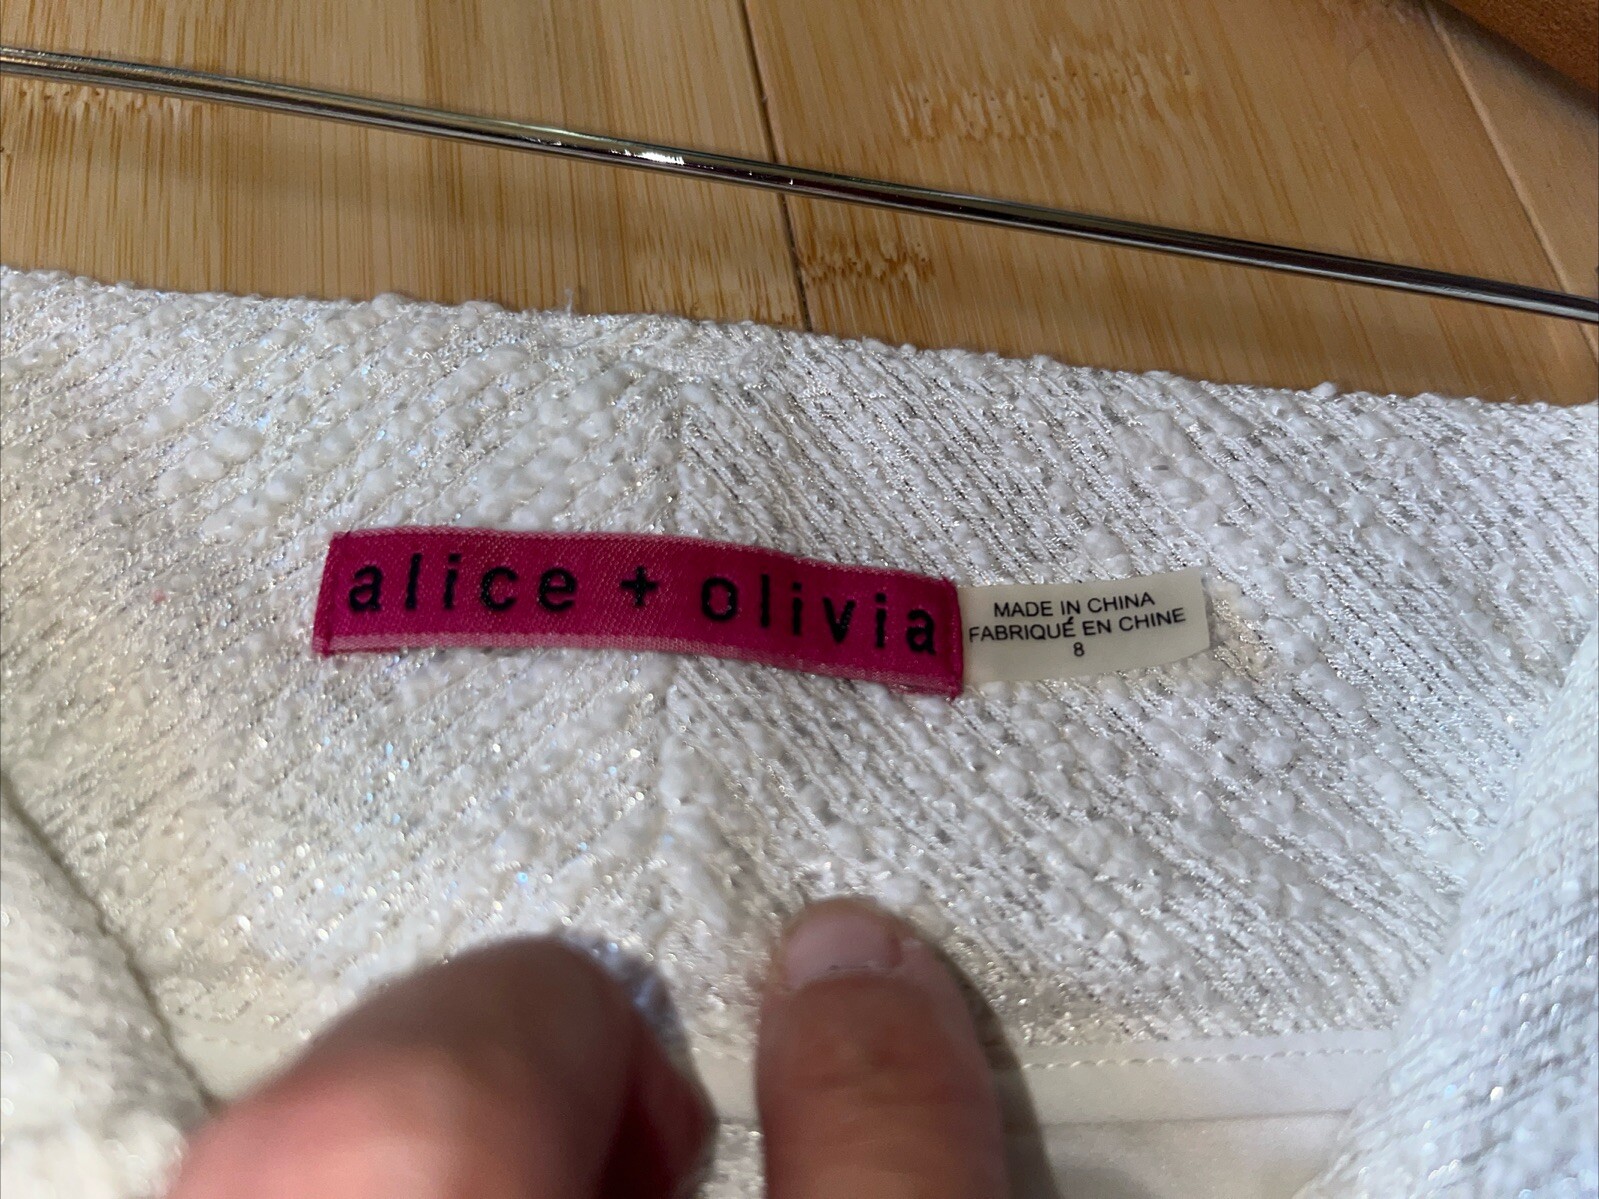 alice + olivia
MADE IN CHINA
FABRIQUÉ EN CHINE
8